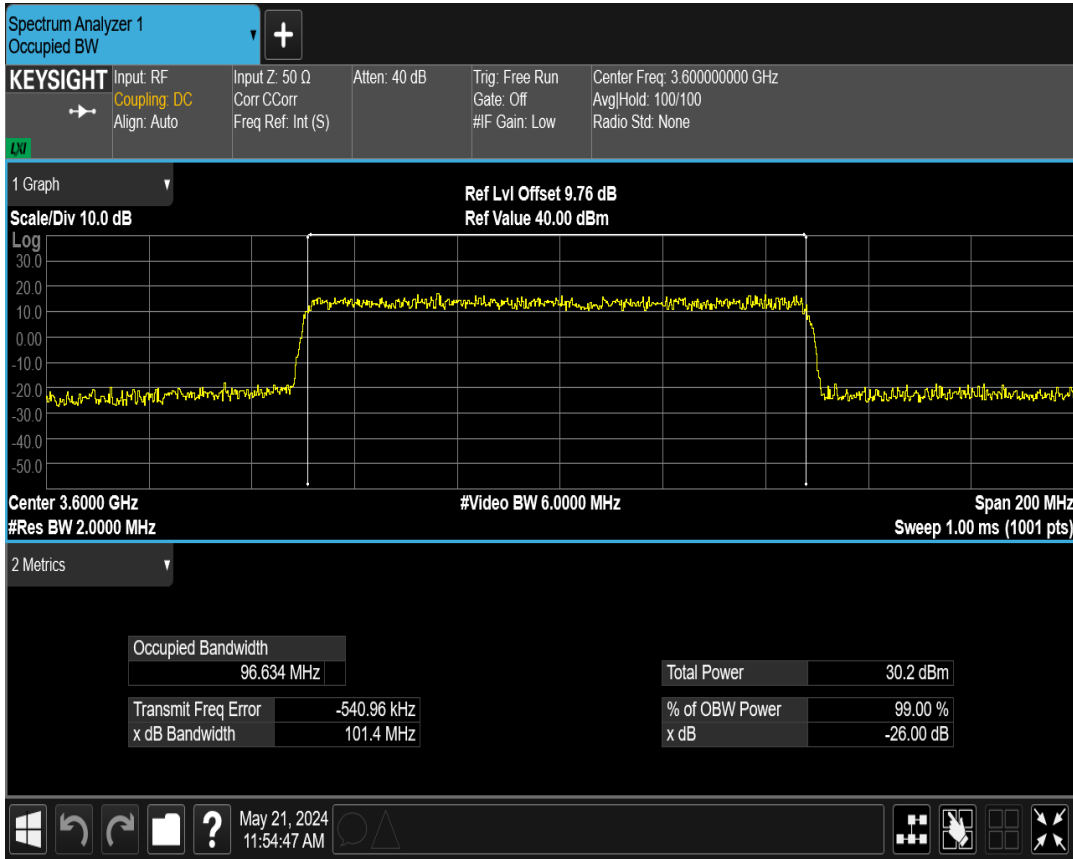 Spectrum Analyzer 1
Occupied BW
KEYSIGHT
LXI
Input: RF
Coupling: DC
Align: Auto
Input Z: 50 Ω
Corr CCorr
Freq Ref: Int (S)
Atten: 40 dB
Trig: Free Run
Gate: Off
#IF Gain: Low
Center Freq: 3.600000000 GHz
Avg|Hold: 100/100
Radio Std: None
1 Graph
Scale/Div 10.0 dB
Ref Lvl Offset 9.76 dB
Ref Value 40.00 dBm
Log
30.0
20.0
10.0
0.00
-10.0
-20.0
-30.0
-40.0
-50.0
Center 3.6000 GHz
#Video BW 6.0000 MHz
Span 200 MHz
#Res BW 2.0000 MHz
Sweep 1.00 ms (1001 pts)
2 Metrics
Occupied Bandwidth
96.634 MHz
Transmit Freq Error -540.96 kHz
x dB Bandwidth 101.4 MHz
Total Power 30.2 dBm
% of OBW Power 99.00 %
x dB -26.00 dB
May 21, 2024
11:54:47 AM